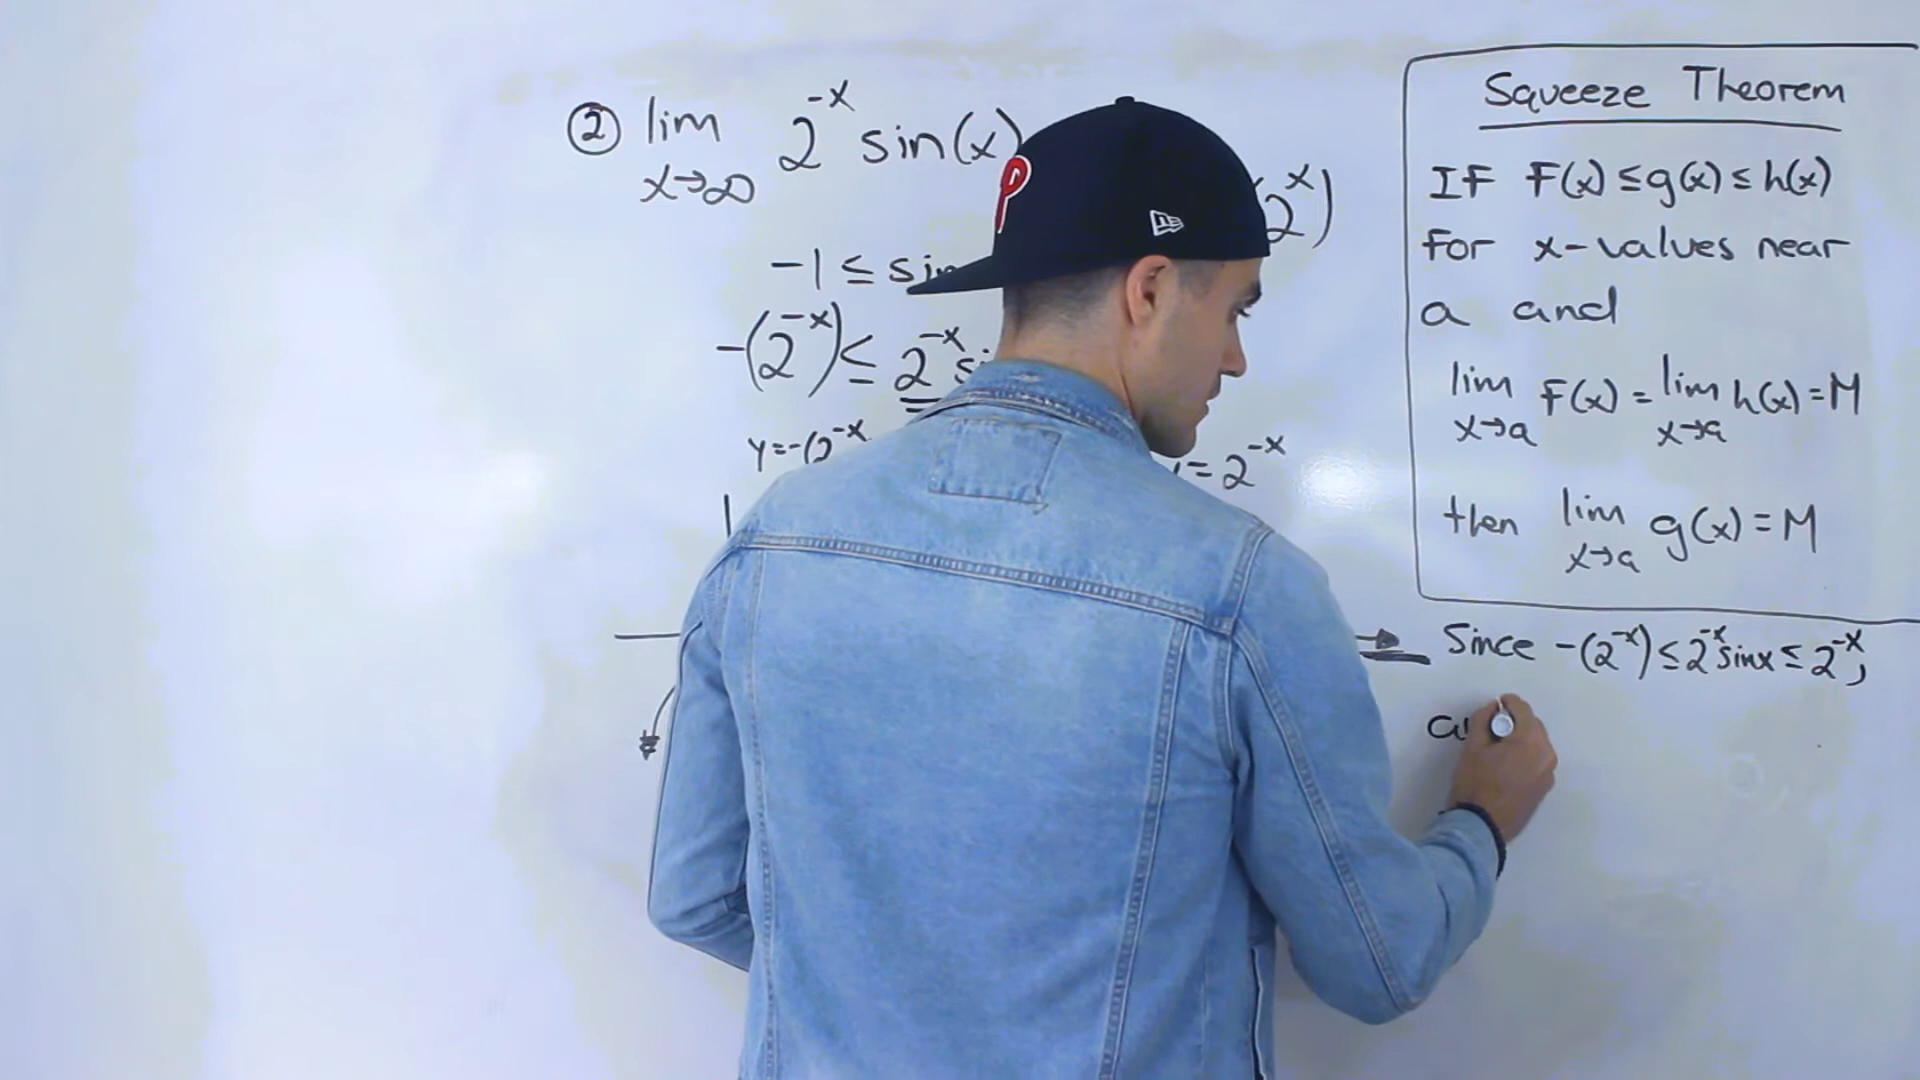 ② lim 2^-x sin(x)
x→∞
2^x)
-1 ≤ sin
-(2^-x) ≤ 2^-x si
y=-(2^-x
= 2^-x
Squeeze Theorem
IF F(x) ≤ g(x) ≤ h(x)
for x-values near
a and
lim F(x) = lim h(x) = M
x→a x→a
then lim g(x) = M
x→a
Since -(2^-x) ≤ 2^-x sinx ≤ 2^-x,
P